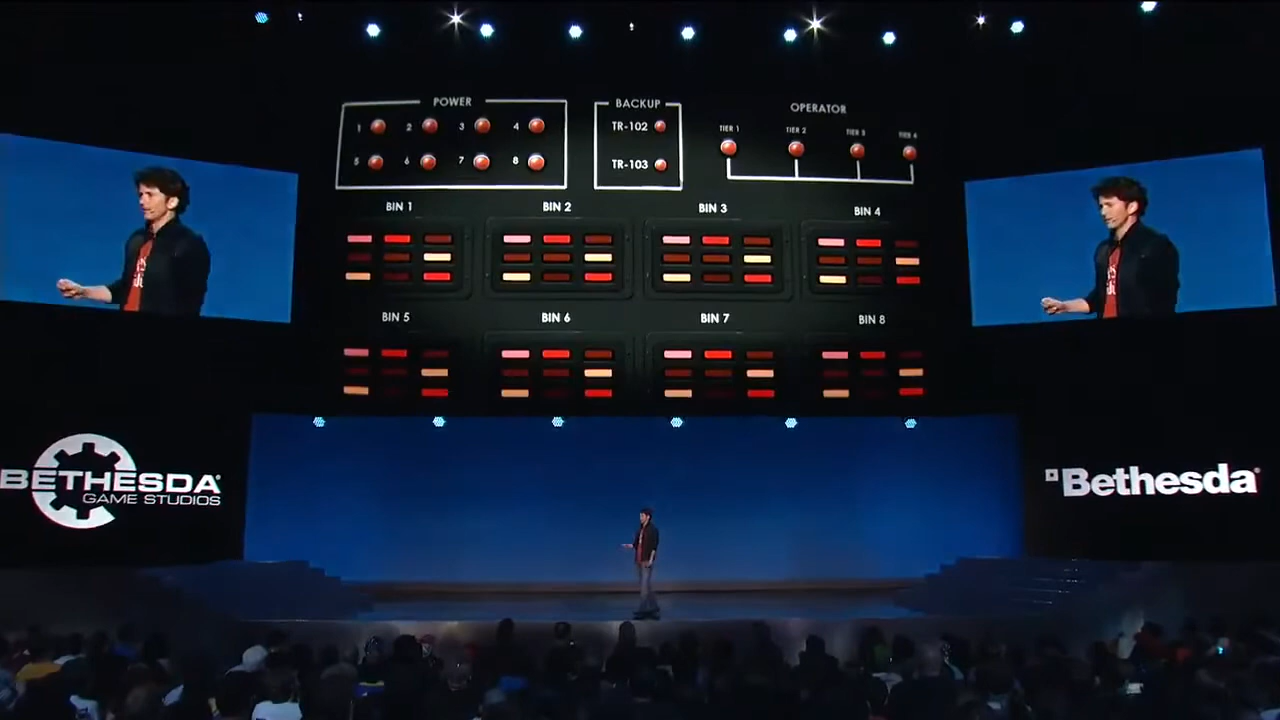 POWER
1 2 3 4
5 6 7 8
BACKUP
TR-102
TR-103
OPERATOR
TIER 1 TIER 2 TIER 3 TIER 4
BIN 1 BIN 2 BIN 3 BIN 4
BIN 5 BIN 6 BIN 7 BIN 8
BETHESDA®
GAME STUDIOS
Bethesda®